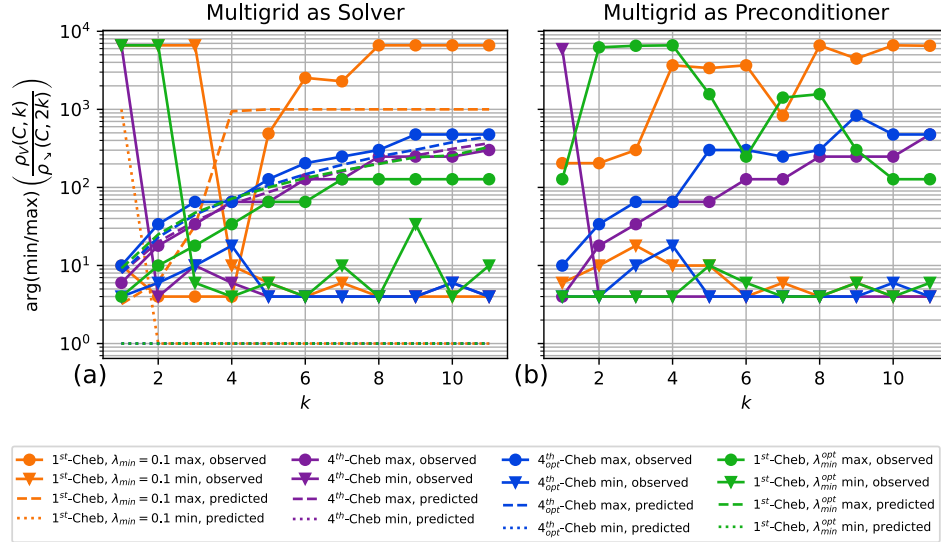 Multigrid as Solver
Multigrid as Preconditioner
arg(min/max) (ρ_V(C, k) / ρ_↘(C, 2k))
10^4
10^3
10^2
10^1
10^0
2 4 6 8 10
2 4 6 8 10
(a)
(b)
k
k
1^st-Cheb, λ_min = 0.1 max, observed
1^st-Cheb, λ_min = 0.1 min, observed
1^st-Cheb, λ_min = 0.1 max, predicted
1^st-Cheb, λ_min = 0.1 min, predicted
4^th-Cheb max, observed
4^th-Cheb min, observed
4^th-Cheb max, predicted
4^th-Cheb min, predicted
4^th_opt-Cheb max, observed
4^th_opt-Cheb min, observed
4^th_opt-Cheb max, predicted
4^th_opt-Cheb min, predicted
1^st-Cheb, λ^opt_min max, observed
1^st-Cheb, λ^opt_min min, observed
1^st-Cheb, λ^opt_min max, predicted
1^st-Cheb, λ^opt_min min, predicted